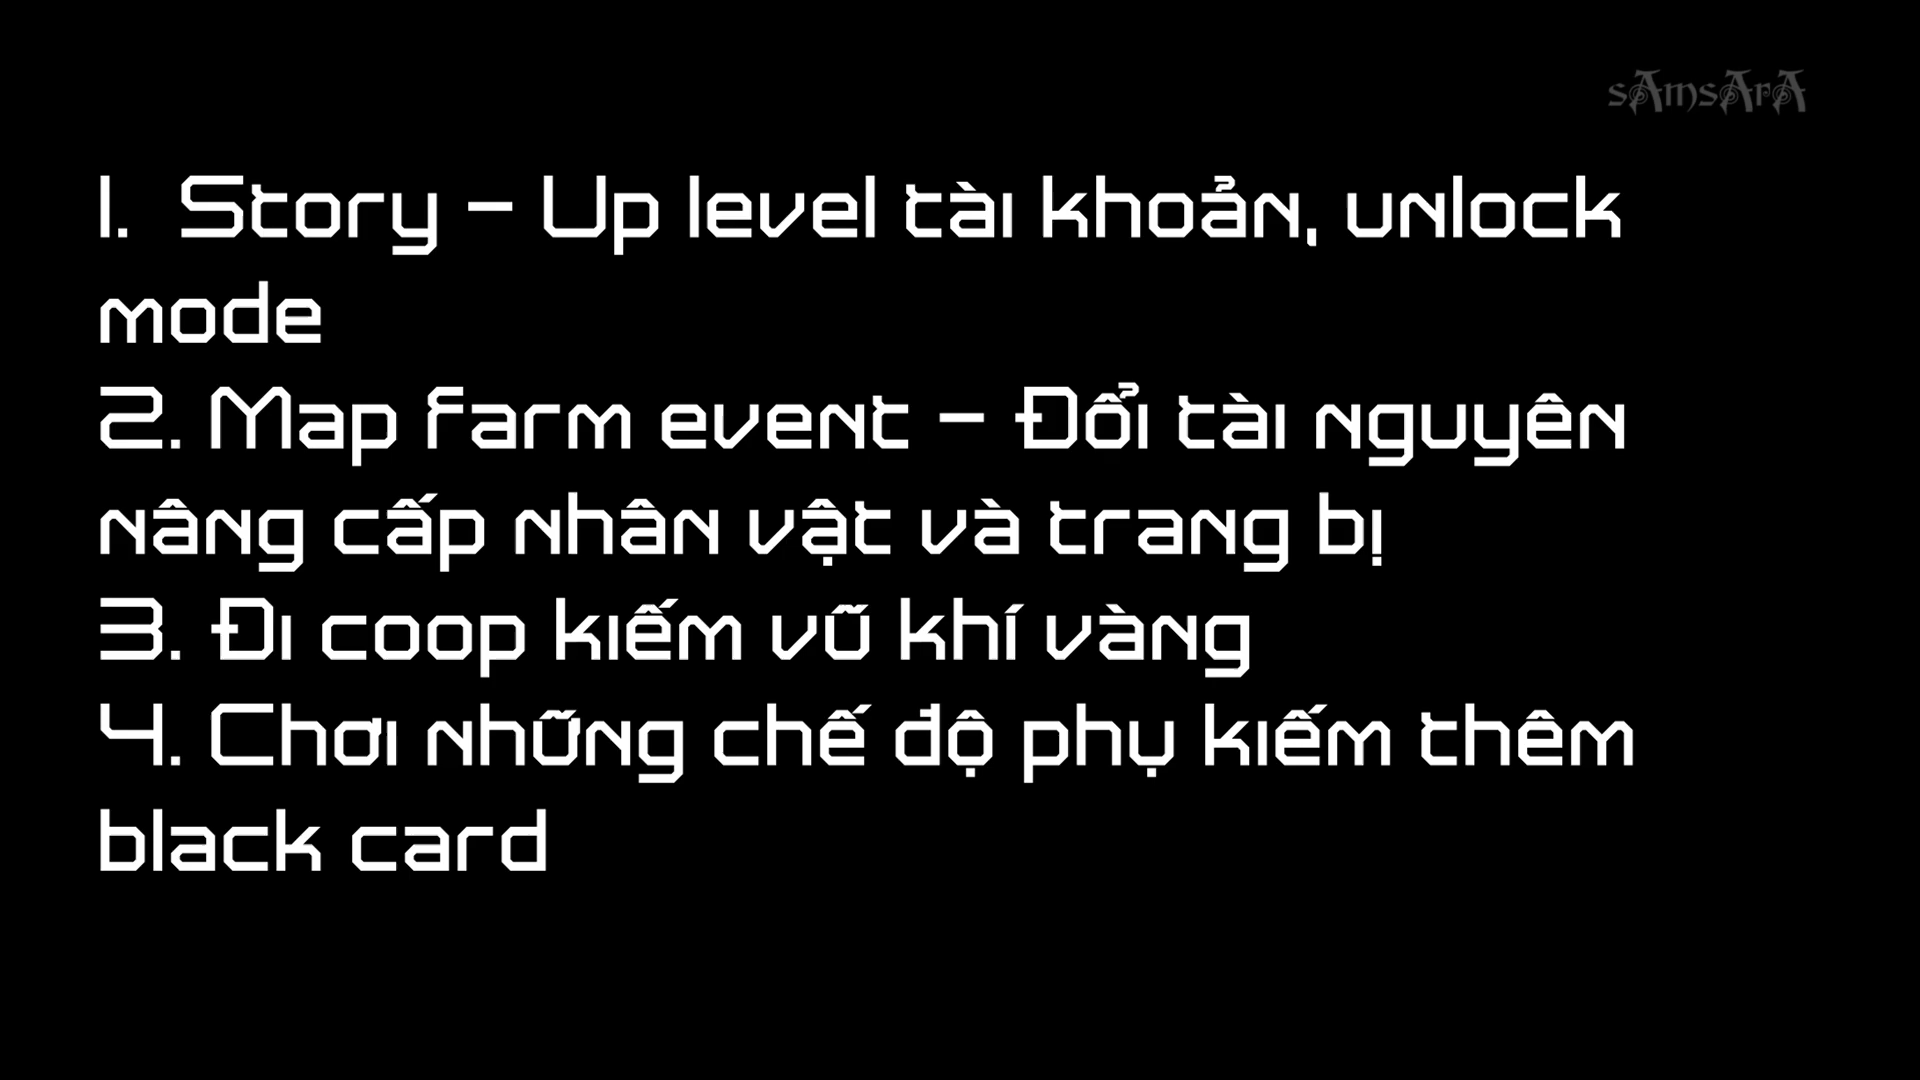 sAmsArA
1. Story - Up level tài khoản, unlock
mode
2. Map farm event - Đổi tài nguyên
nâng cấp nhân vật và trang bị
3. Đi coop kiếm vũ khí vàng
4. Chơi những chế độ phụ kiếm thêm
black card